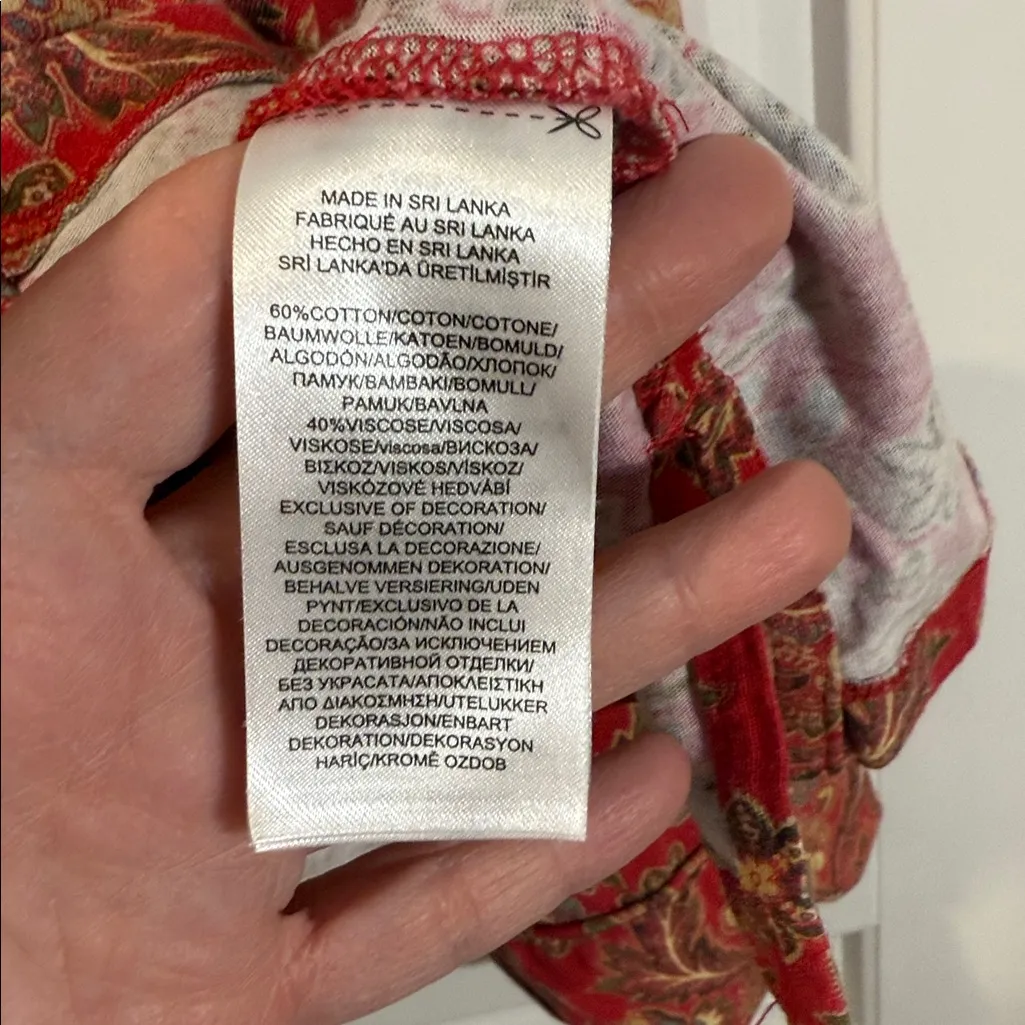 MADE IN SRI LANKA
FABRIQUÉ AU SRI LANKA
HECHO EN SRI LANKA
SRİ LANKA'DA ÜRETİLMİŞTİR
60%COTTON/COTON/COTONE/
BAUMWOLLE/KATOEN/BOMULD/
ALGODÓN/ALGODÃO/ХЛОПОК/
ПАМУК/ΒΑΜΒΑΚΙ/BOMULL/
PAMUK/BAVLNA
40%VISCOSE/VISCOSA/
VISKOSE/viscosa/ВИСКОЗА/
ΒΙΣΚΟΖ/VISKOS/VİSKOZ/
VISKÓZOVÉ HEDVÁBÍ
EXCLUSIVE OF DECORATION/
SAUF DÉCORATION/
ESCLUSA LA DECORAZIONE/
AUSGENOMMEN DEKORATION/
BEHALVE VERSIERING/UDEN
PYNT/EXCLUSIVO DE LA
DECORACIÓN/NÃO INCLUI
DECORAÇÃO/ЗА ИСКЛЮЧЕНИЕМ
ДЕКОРАТИВНОЙ ОТДЕЛКИ/
БЕЗ УКРАСАТА/ΑΠΟΚΛΕΙΣΤΙΚΗ
ΑΠΟ ΔΙΑΚΟΣΜΗΣΗ/UTELUKKER
DEKORASJON/ENBART
DEKORATION/DEKORASYON
HARİÇ/KROMĚ OZDOB